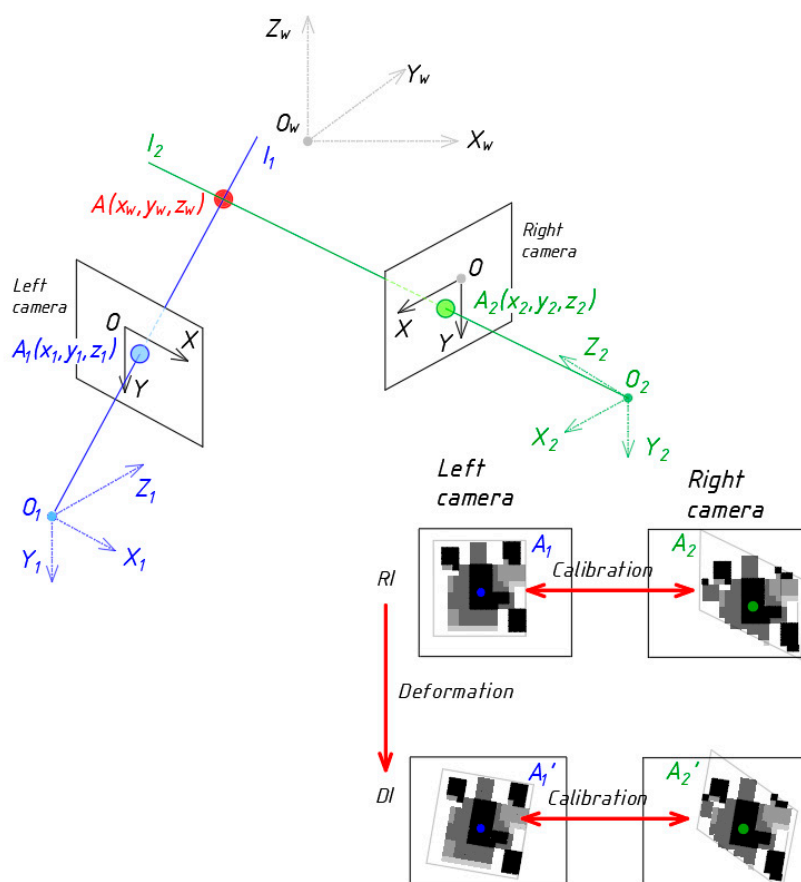 Z_w
Y_w
O_w
X_w
l_2
l_1
A(x_w, y_w, z_w)
Right
camera
Left
camera
O
X
A_1(x_1, y_1, z_1)
Y
O
A_2(x_2, y_2, z_2)
X
Y
Z_2
O_2
X_2
Y_2
Z_1
O_1
X_1
Y_1
Left
camera
Right
camera
A_1
A_2
RI
Calibration
Deformation
A_1'
A_2'
DI
Calibration